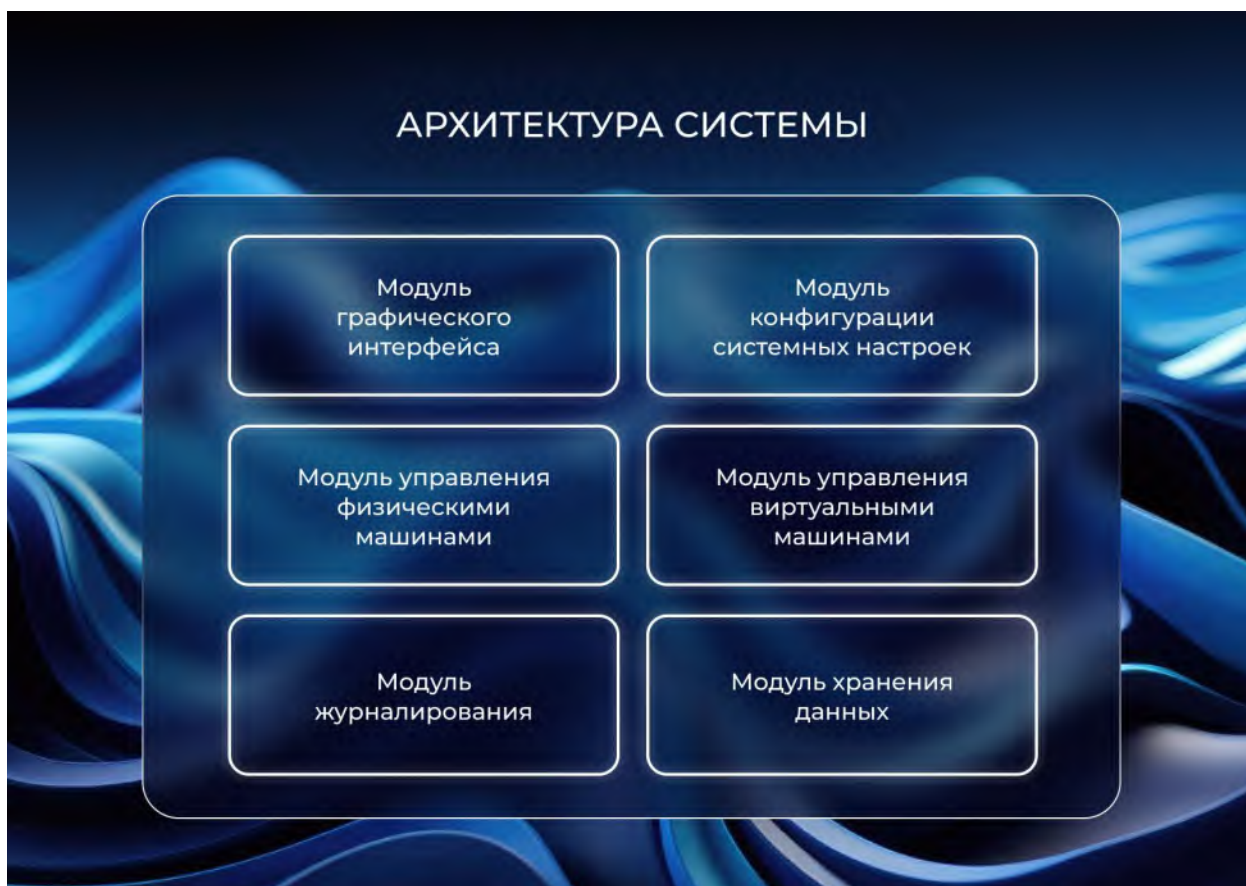 АРХИТЕКТУРА СИСТЕМЫ
Модуль
графического
интерфейса
Модуль
конфигурации
системных настроек
Модуль управления
физическими
машинами
Модуль управления
виртуальными
машинами
Модуль
журналирования
Модуль хранения
данных